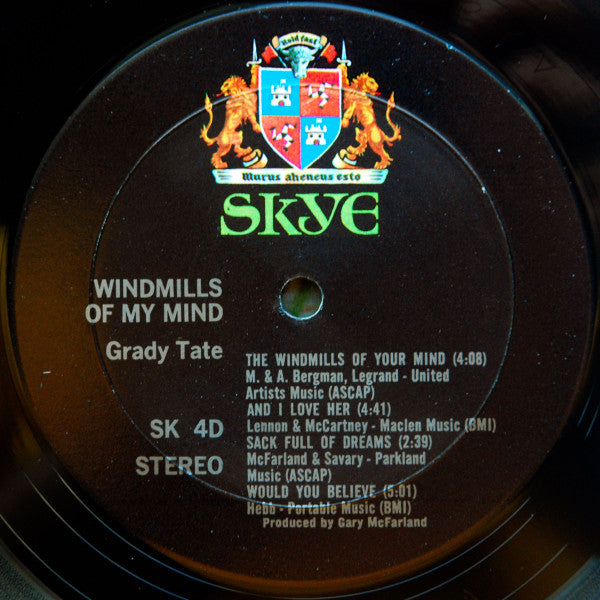 Hold fast
Murus aheneus esto
SKYE
WINDMILLS
OF MY MIND
Grady Tate
SK 4D
STEREO
THE WINDMILLS OF YOUR MIND (4:08)
M. & A. Bergman, Legrand - United
Artists Music (ASCAP)
AND I LOVE HER (4:41)
Lennon & McCartney - Maclen Music (BMI)
SACK FULL OF DREAMS (2:39)
McFarland & Savary - Parkland
Music (ASCAP)
WOULD YOU BELIEVE (5:01)
Hebb - Portable Music (BMI)
Produced by Gary McFarland